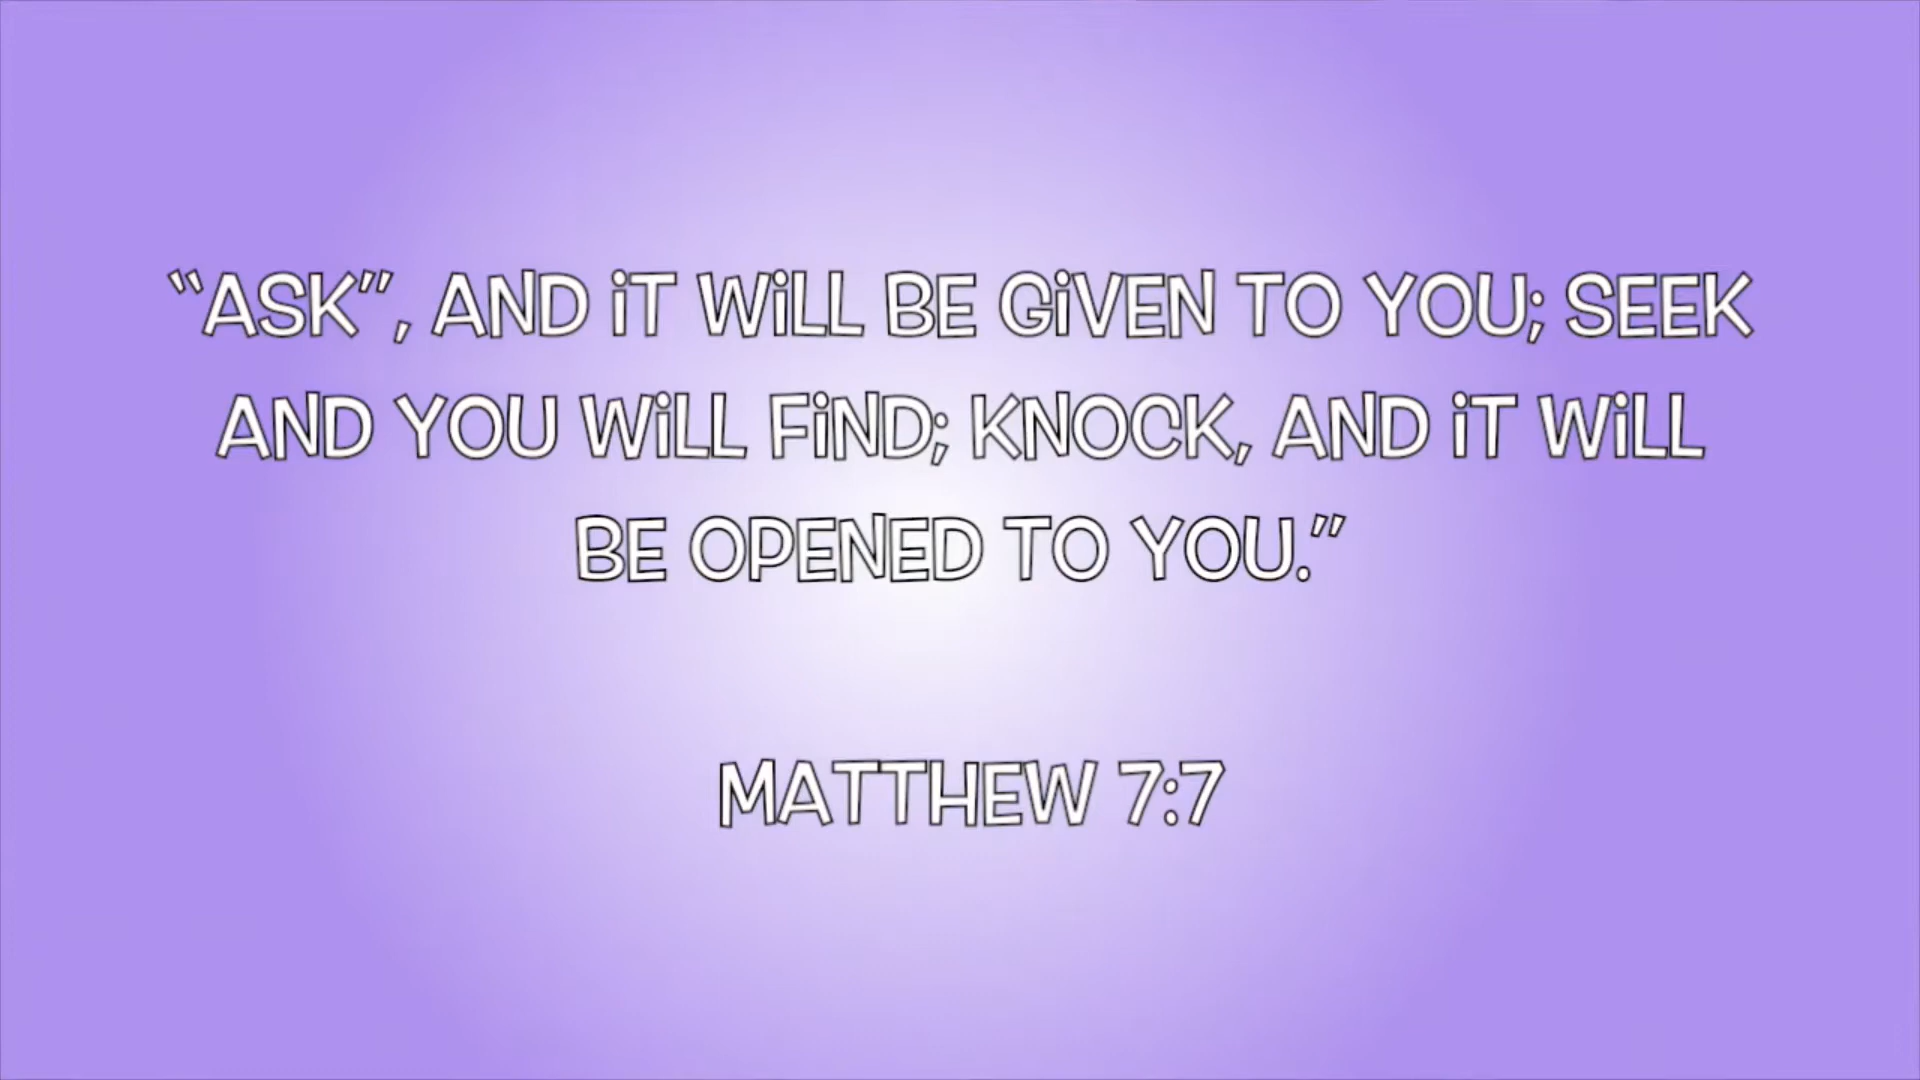 “ASK”, AND iT WiLL BE GiVEN TO YOU; SEEK
AND YOU WiLL FiND; KNOCK, AND iT WiLL
BE OPENED TO YOU.”
MATTHEW 7:7